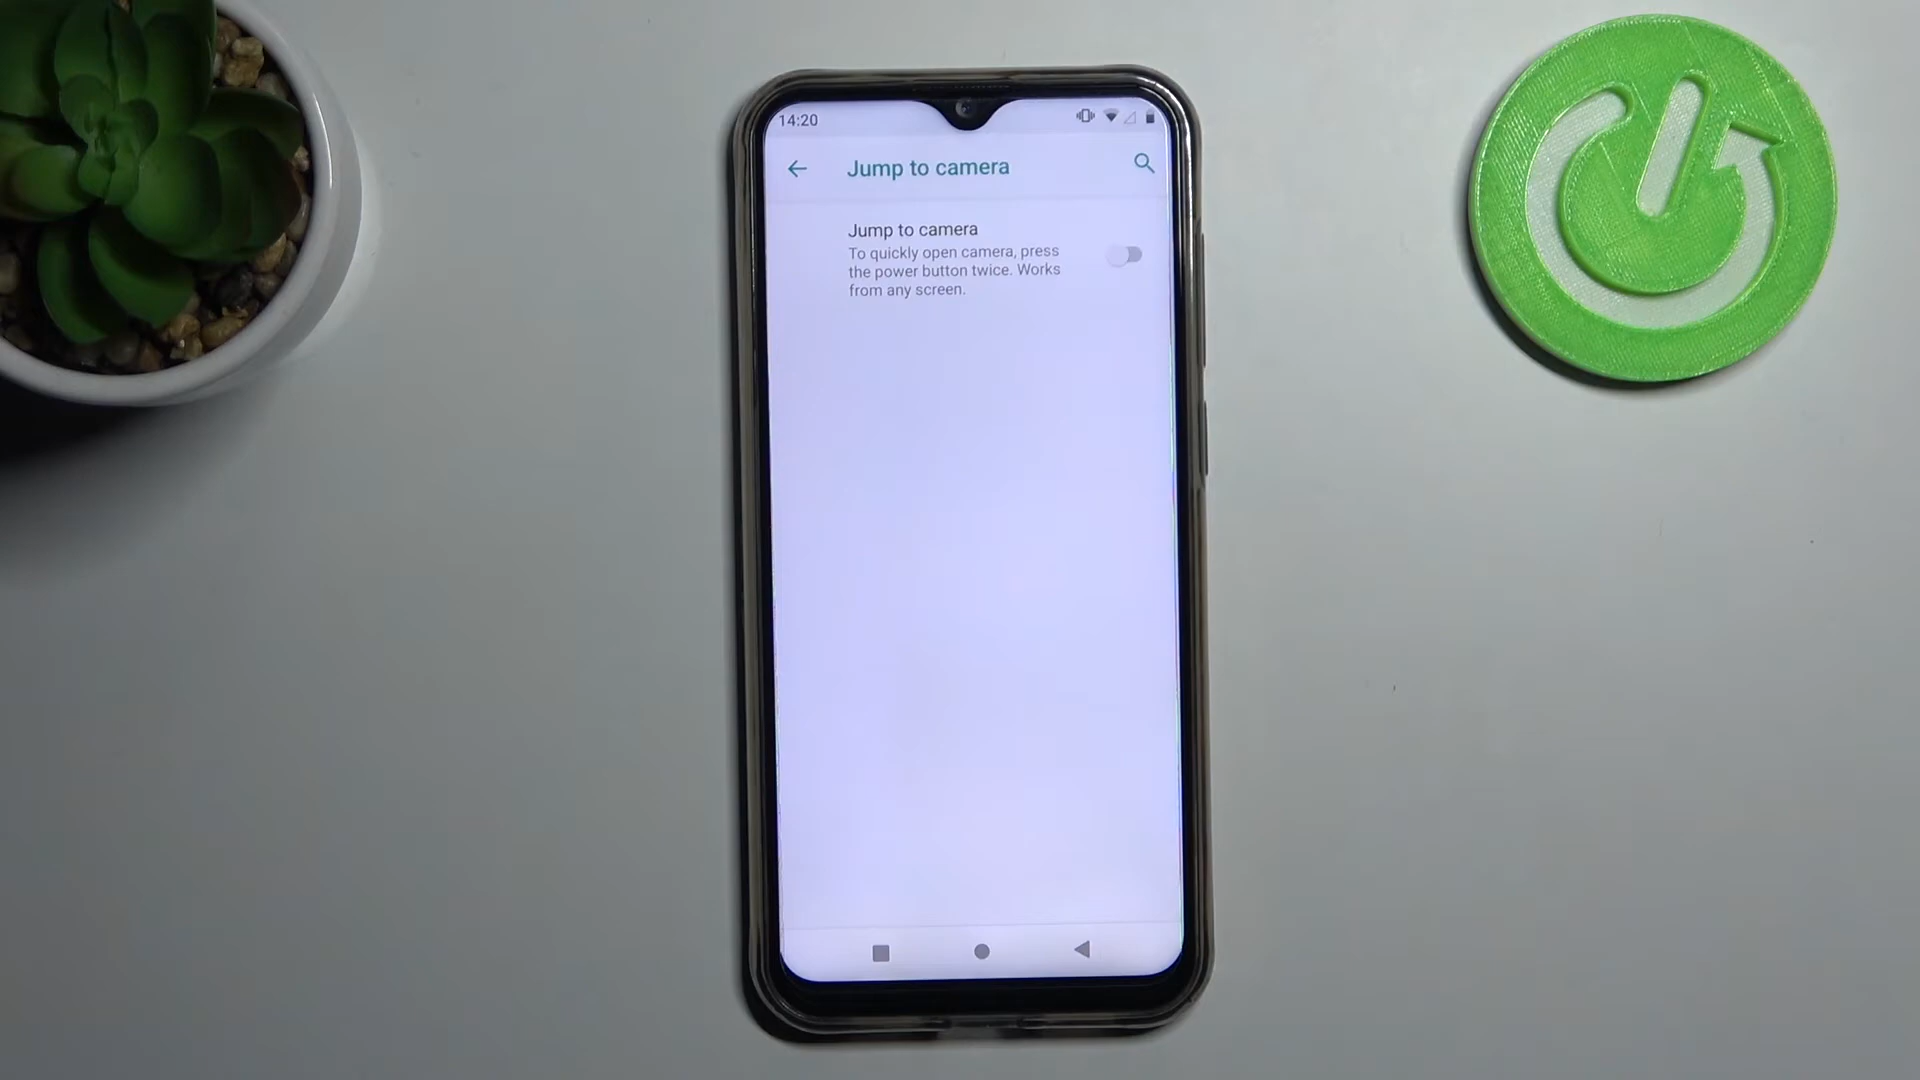 14:20
Jump to camera
Jump to camera
To quickly open camera, press
the power button twice. Works
from any screen.